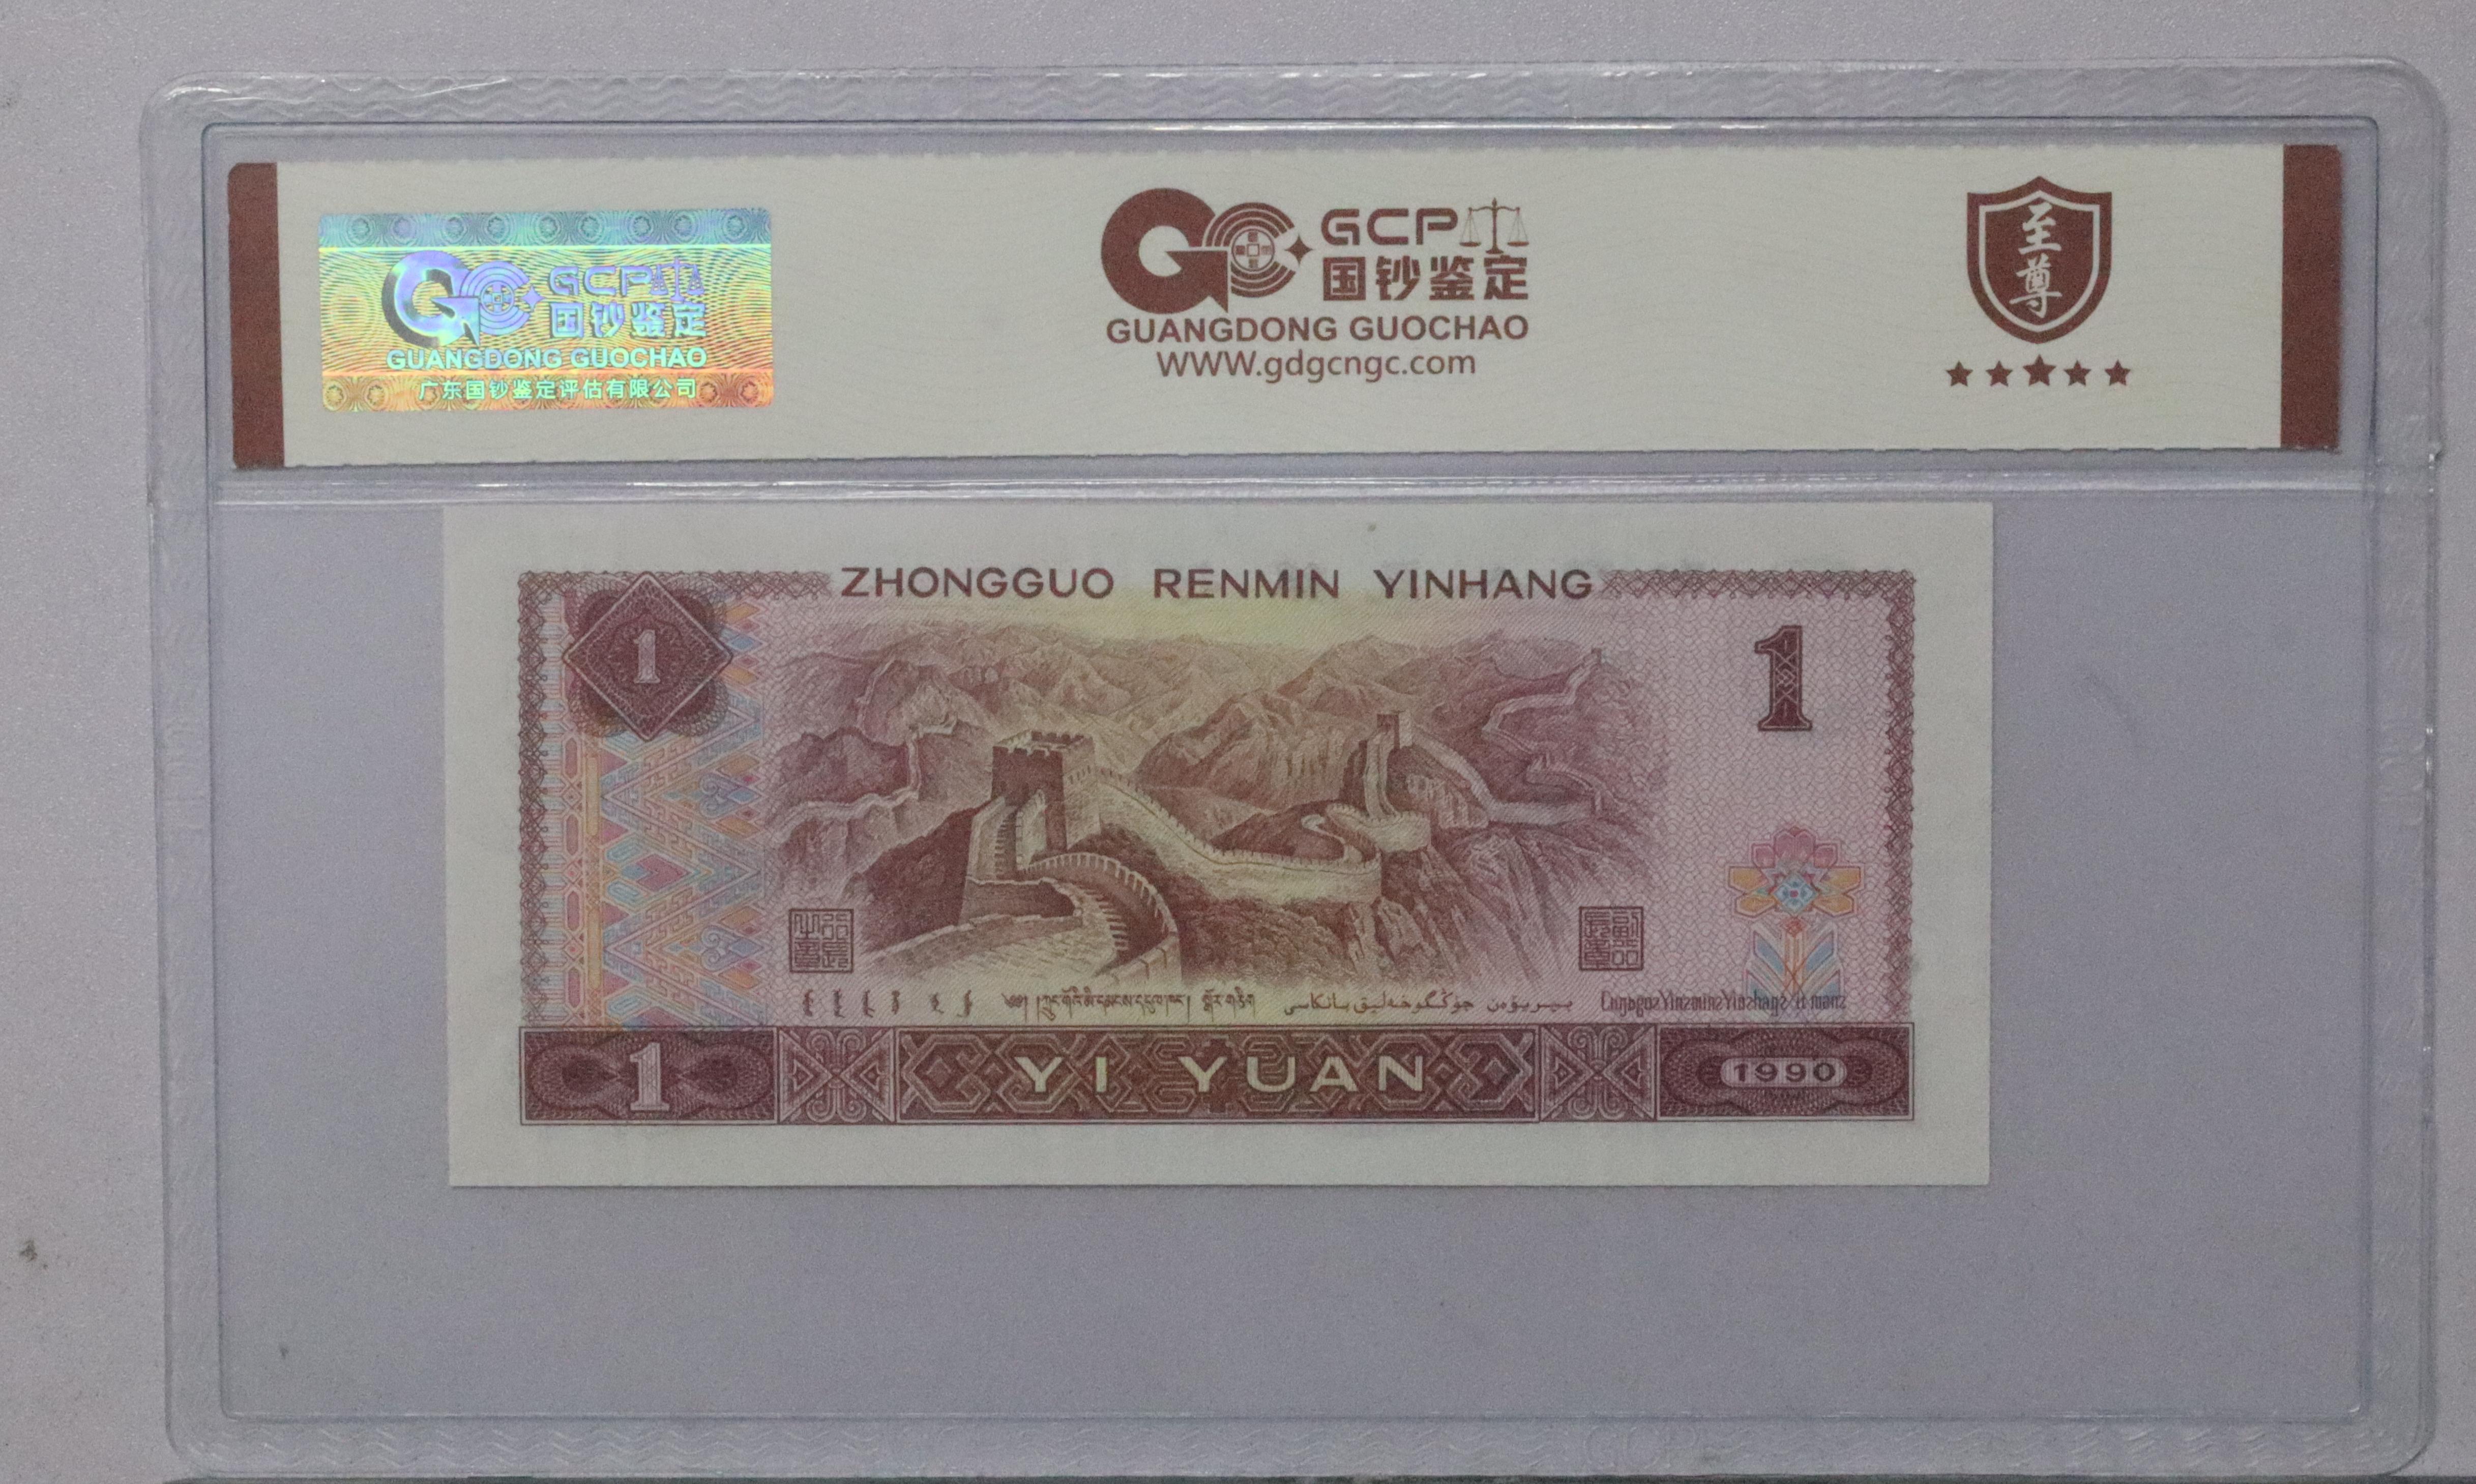 GCP
国钞鉴定
GUANGDONG GUOCHAO
广东国钞鉴定评估有限公司
GCP
国钞鉴定
GUANGDONG GUOCHAO
WWW.gdgcngc.com
至尊
ZHONGGUO RENMIN YINHANG
1
1
བོད
1
YI YUAN
1990